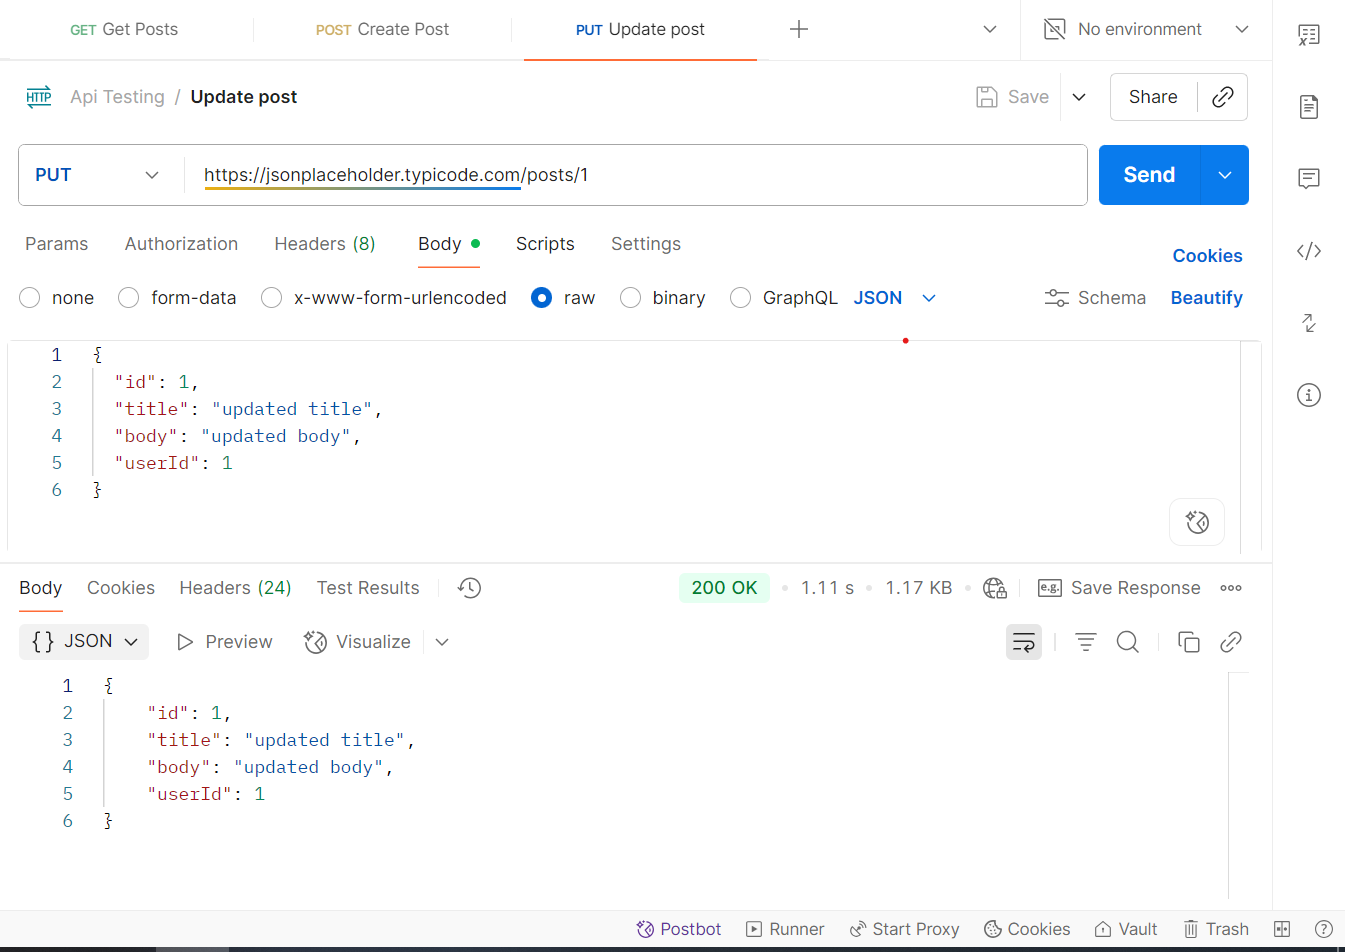 GET Get Posts POST Create Post PUT Update post No environment
HTTP Api Testing / Update post Save Share
PUT https://jsonplaceholder.typicode.com/posts/1 Send
Params Authorization Headers (8) Body Scripts Settings Cookies
none form-data x-www-form-urlencoded raw binary GraphQL JSON Schema Beautify
1 {
2 "id": 1,
3 "title": "updated title",
4 "body": "updated body",
5 "userId": 1
6 }
Body Cookies Headers (24) Test Results 200 OK • 1.11 s • 1.17 KB • e.g. Save Response
{} JSON Preview Visualize
1 {
2 "id": 1,
3 "title": "updated title",
4 "body": "updated body",
5 "userId": 1
6 }
Postbot Runner Start Proxy Cookies Vault Trash